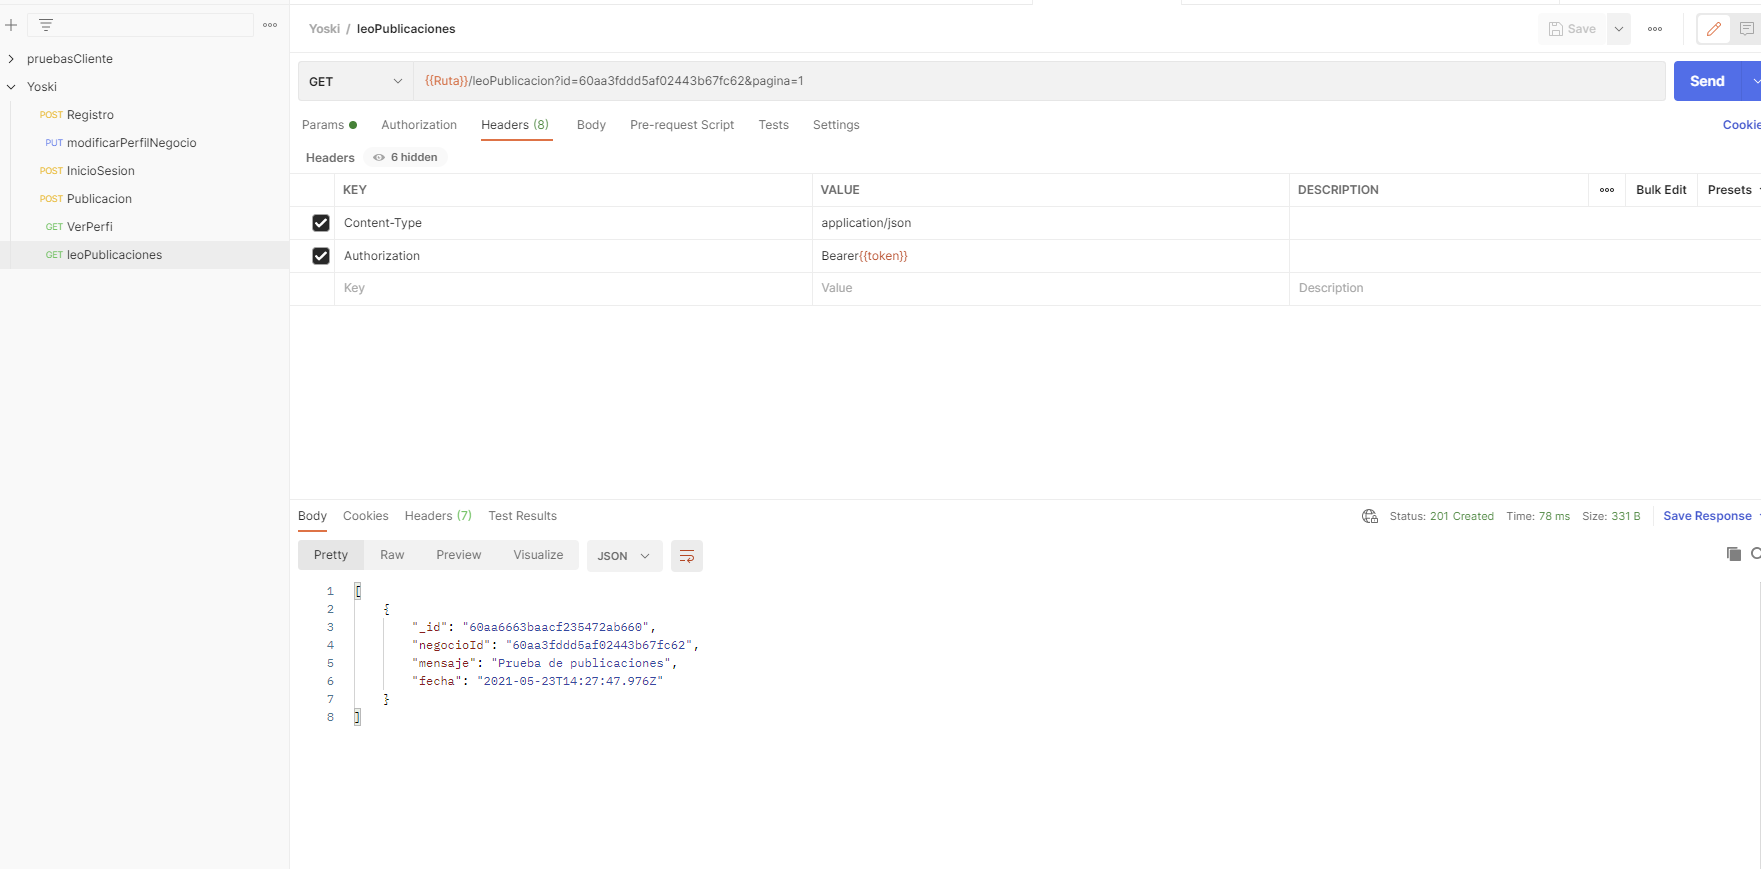 pruebasCliente
Yoski
POST Registro
PUT modificarPerfilNegocio
POST InicioSesion
POST Publicacion
GET VerPerfi
GET leoPublicaciones
Yoski / leoPublicaciones
Save
GET
{{Ruta}}/leoPublicacion?id=60aa3fddd5af02443b67fc62&pagina=1
Send
Params
Authorization
Headers (8)
Body
Pre-request Script
Tests
Settings
Cookie
Headers
6 hidden
KEY VALUE DESCRIPTION
Bulk Edit
Presets
Content-Type application/json
Authorization Bearer{{token}}
Key Value Description
Body
Cookies
Headers (7)
Test Results
Status: 201 Created Time: 78 ms Size: 331 B
Save Response
Pretty
Raw
Preview
Visualize
JSON
1 [
2 {
3 "_id": "60aa6663baacf235472ab660",
4 "negocioId": "60aa3fddd5af02443b67fc62",
5 "mensaje": "Prueba de publicaciones",
6 "fecha": "2021-05-23T14:27:47.976Z"
7 }
8 ]